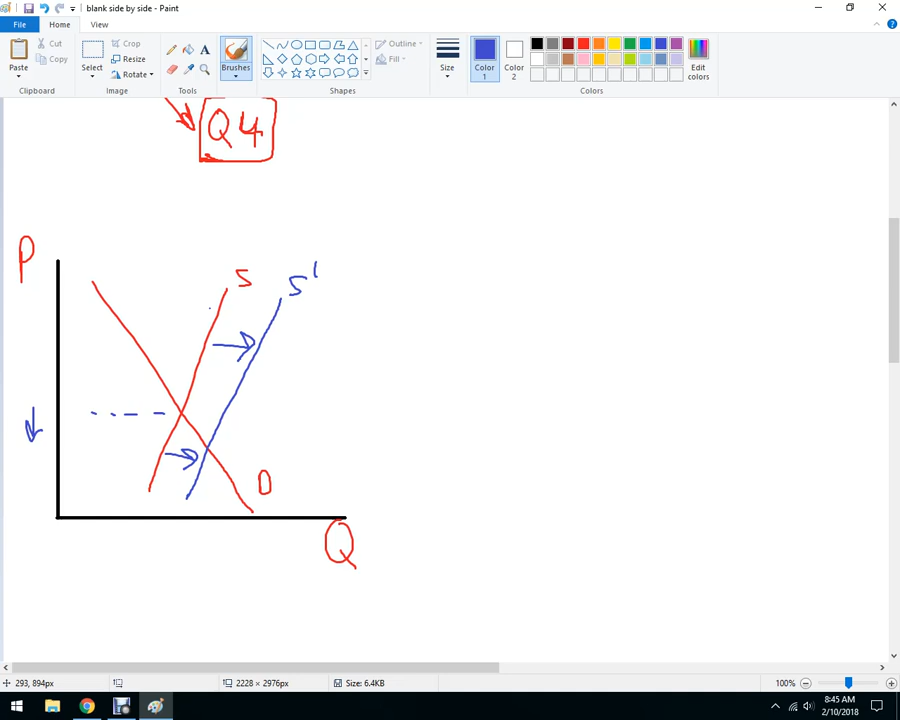 blank side by side - Paint
File
Home
View
Paste
Cut
Copy
Clipboard
Select
Crop
Resize
Rotate
Image
A
Tools
Brushes
Shapes
Outline
Fill
Size
Color 1
Color 2
Edit colors
Colors
Q4
P
S
S'
D
Q
293, 894px
2228 × 2976px
Size: 6.4KB
100%
8:45 AM
2/10/2018